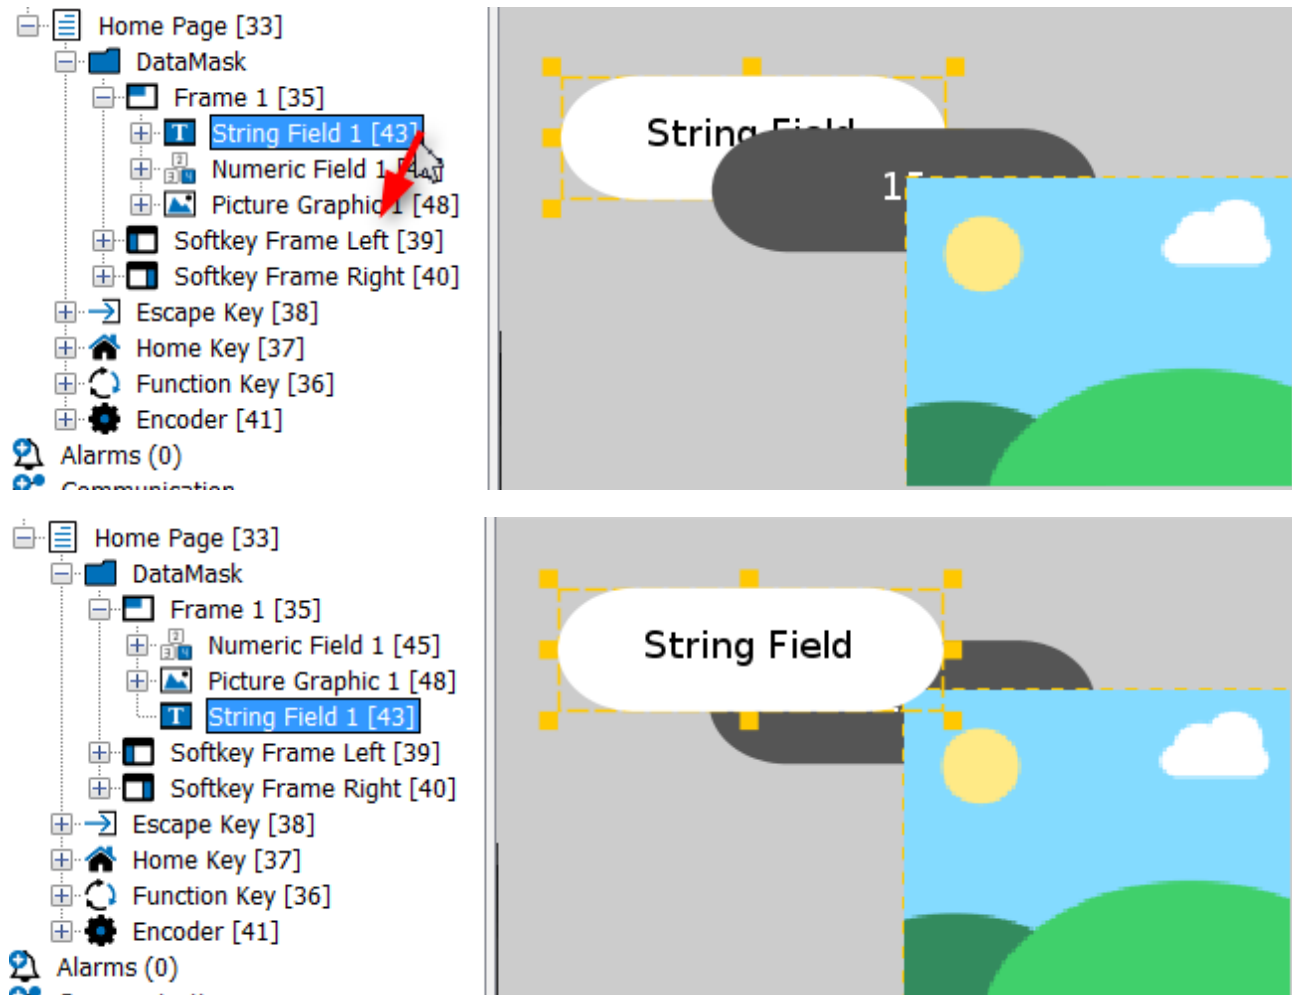 Home Page [33]
DataMask
Frame 1 [35]
String Field 1 [43]
Numeric Field 1
Picture Graphic 1 [48]
Softkey Frame Left [39]
Softkey Frame Right [40]
Escape Key [38]
Home Key [37]
Function Key [36]
Encoder [41]
Alarms (0)
Communication
String Field
15
Home Page [33]
DataMask
Frame 1 [35]
Numeric Field 1 [45]
Picture Graphic 1 [48]
String Field 1 [43]
Softkey Frame Left [39]
Softkey Frame Right [40]
Escape Key [38]
Home Key [37]
Function Key [36]
Encoder [41]
Alarms (0)
String Field